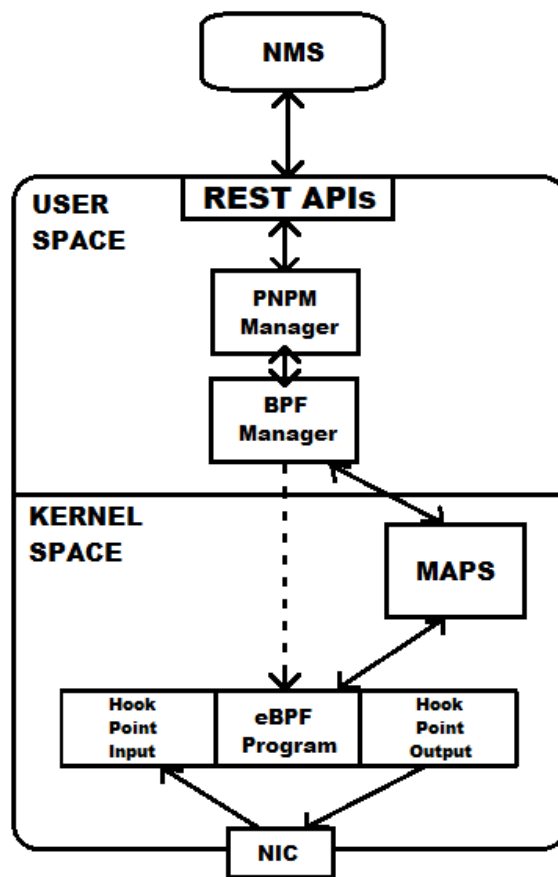 NMS
REST APIs
USER
SPACE
PNPM
Manager
BPF
Manager
KERNEL
SPACE
MAPS
Hook
Point
Input
eBPF
Program
Hook
Point
Output
NIC